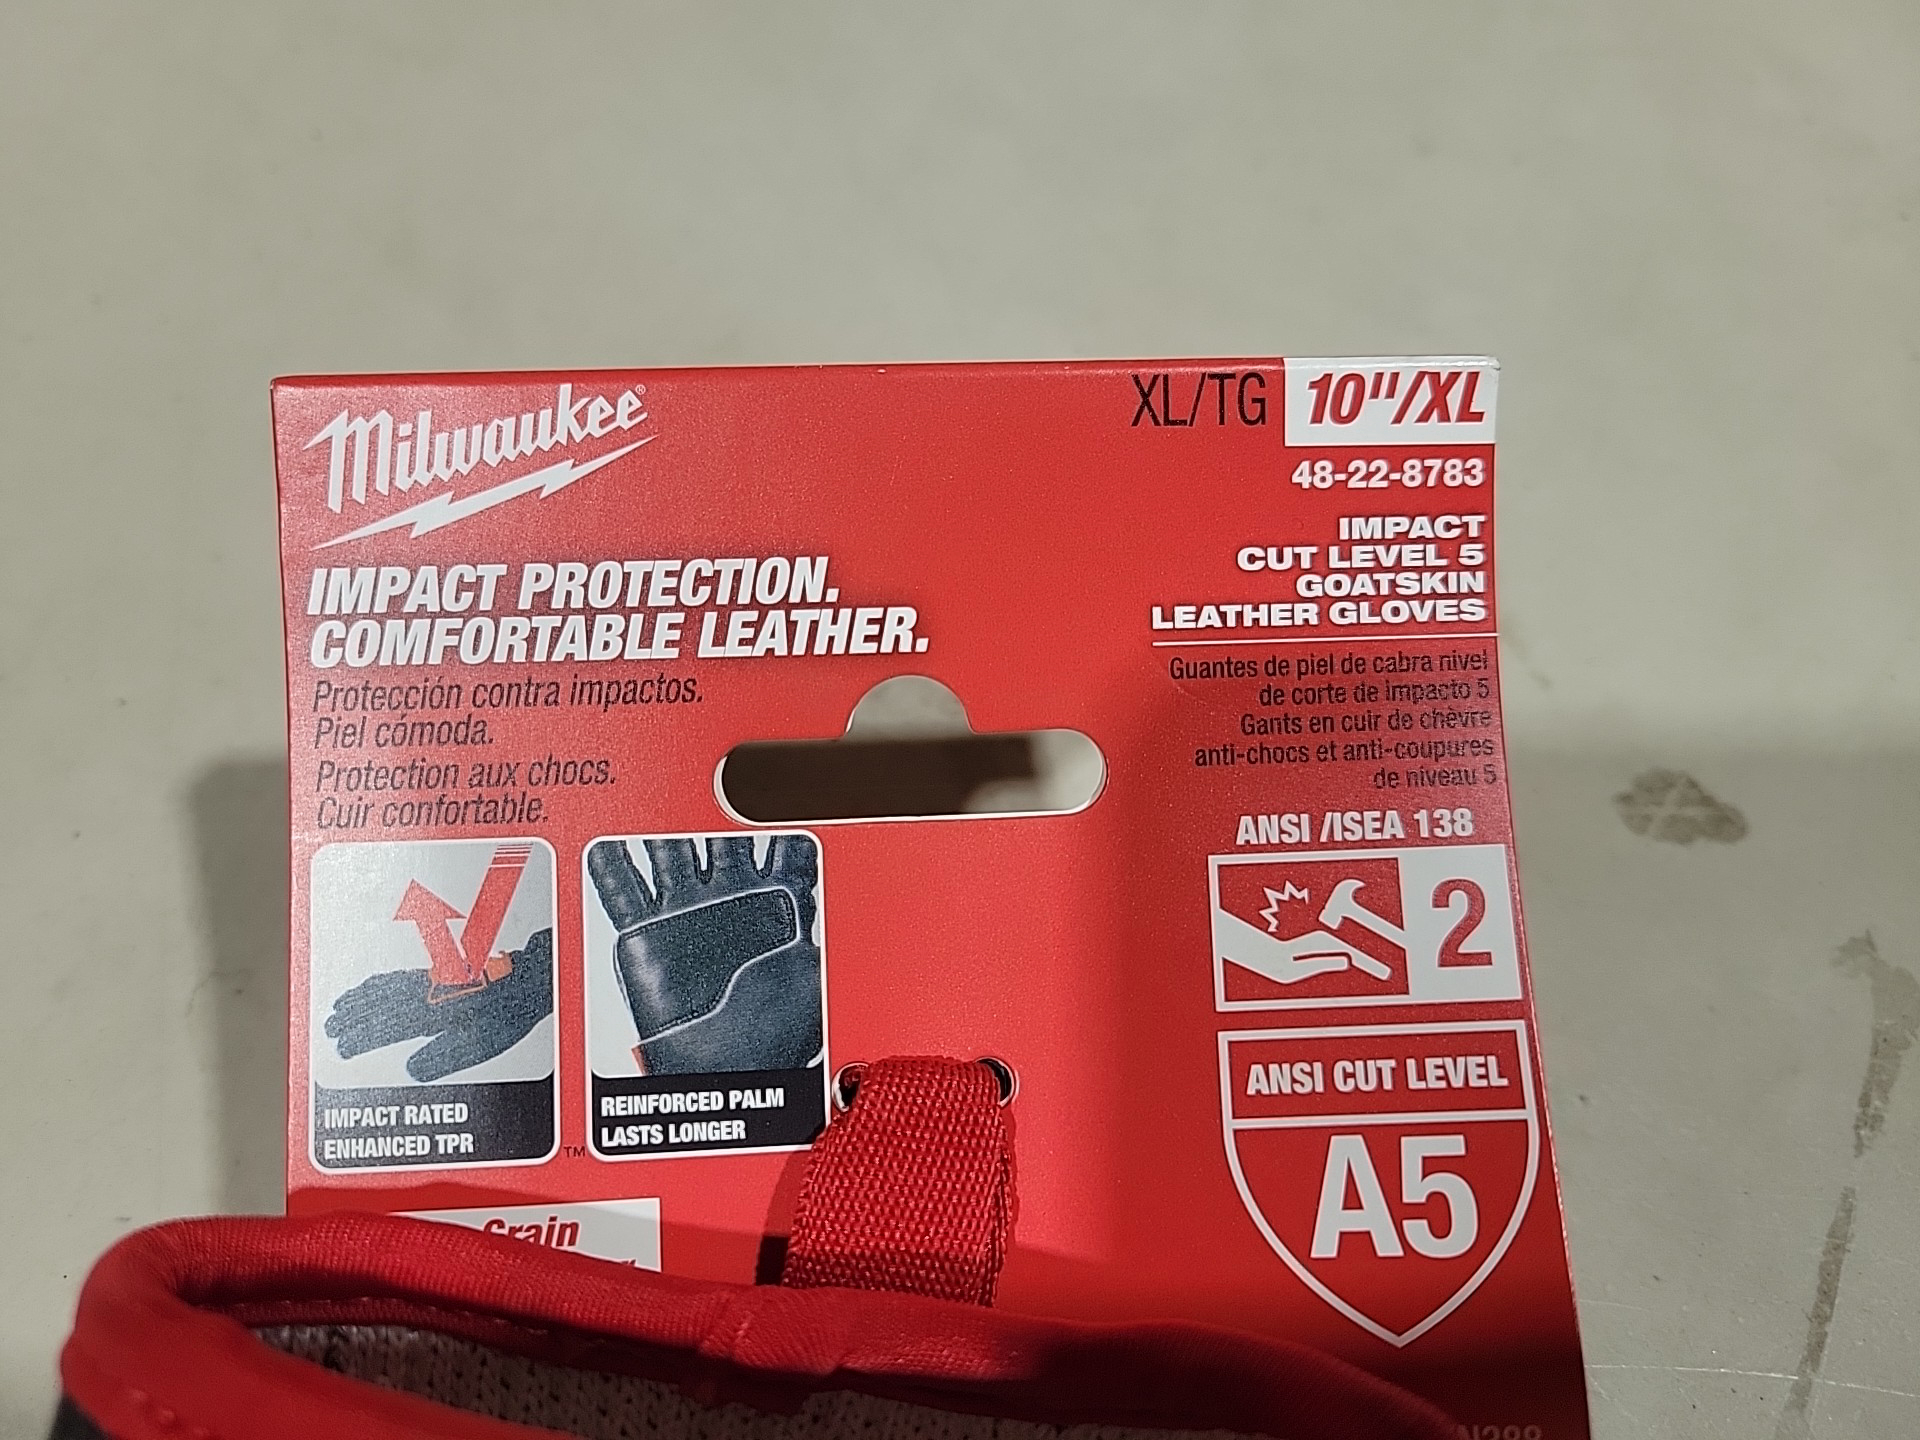 Milwaukee®
XL/TG 10"/XL
48-22-8783
IMPACT
CUT LEVEL 5
GOATSKIN
LEATHER GLOVES
Guantes de piel de cabra nivel
de corte de impacto 5
Gants en cuir de chèvre
anti-chocs et anti-coupures
de niveau 5
IMPACT PROTECTION.
COMFORTABLE LEATHER.
Protección contra impactos.
Piel cómoda.
Protection aux chocs.
Cuir confortable.
IMPACT RATED
ENHANCED TPR
™
REINFORCED PALM
LASTS LONGER
ANSI /ISEA 138
2
ANSI CUT LEVEL
A5
Grain